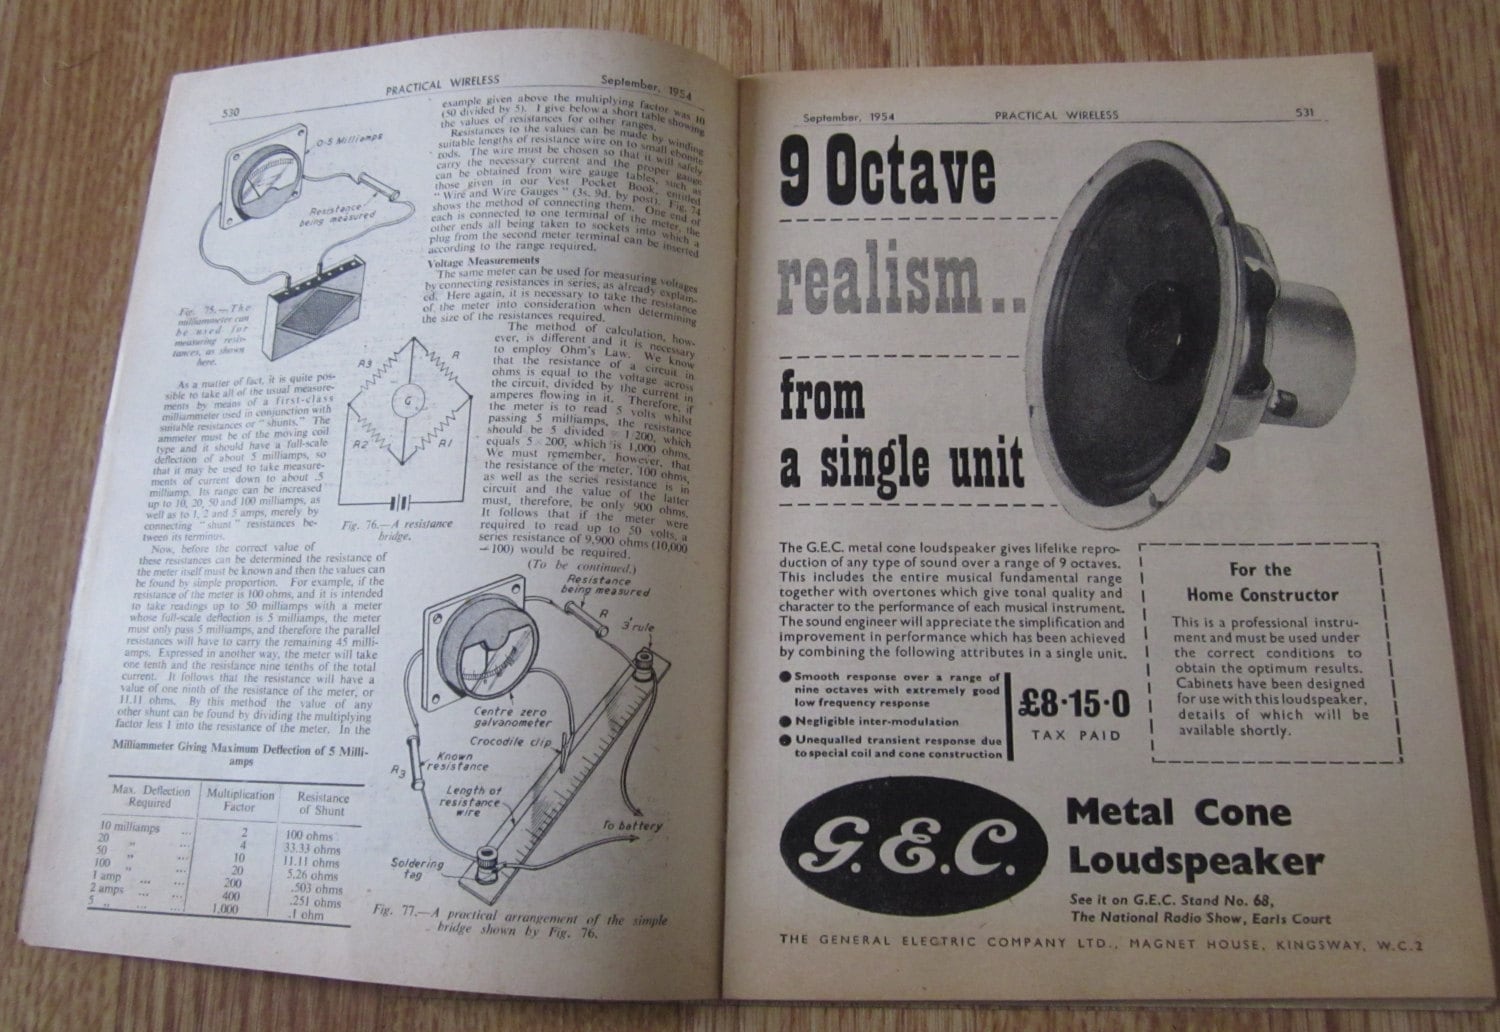 530
PRACTICAL WIRELESS
September, 1954
0-5 Milliamps
Resistance
being measured
Fig. 75.—The
milliammeter can
be used for
measuring resis-
tances, as shown
here.
As a matter of fact, it is quite pos-
sible to take all of the usual measure-
ments by means of a first-class
milliammeter used in conjunction with
suitable resistances or "shunts." The
ammeter must be of the moving coil
type and it should have a full-scale
deflection of about 5 milliamps, so
that it may be used to take measure-
ments of current down to about .5
milliamp. Its range can be increased
up to 10, 20, 50 and 100 milliamps, as
well as to 1, 2 and 5 amps, merely by
connecting "shunt" resistances be-
tween its terminus.
Now, before the correct value of
these resistances can be determined the resistance of
the meter itself must be known and then the values can
be found by simple proportion. For example, if the
resistance of the meter is 100 ohms, and it is intended
to take readings up to 50 milliamps with a meter
whose full-scale deflection is 5 milliamps, the meter
must only pass 5 milliamps, and therefore the parallel
resistances will have to carry the remaining 45 milli-
amps. Expressed in another way, the meter will take
one tenth and the resistance nine tenths of the total
current. It follows that the resistance will have a
value of one ninth of the resistance of the meter, or
11.11 ohms. By this method the value of any
other shunt can be found by dividing the multiplying
factor less 1 into the resistance of the meter. In the
Milliammeter Giving Maximum Deflection of 5 Milli-
amps
Max. Deflection Required Multiplication Factor Resistance of Shunt
10 milliamps ... 2 100 ohms
20 " ... 4 33.33 ohms
50 " ... 10 11.11 ohms
100 " ... 20 5.26 ohms
1 amp ... ... 200 .503 ohms
2 amps ... ... 400 .251 ohms
5 " ... ... 1,000 .1 ohm
example given above the multiplying factor was 10
(50 divided by 5). I give below a short table showing
the values of resistances for other ranges.
Resistances to the values can be made by winding
suitable lengths of resistance wire on to small ebonite
rods. The wire must be chosen so that it will safely
carry the necessary current and the proper gauge
can be obtained from wire gauge tables, such as
those given in our Vest Pocket Book, entitled
"Wire and Wire Gauges" (3s. 9d. by post). Fig. 74
shows the method of connecting them. One end of
each is connected to one terminal of the meter, the
other ends all being taken to sockets into which a
plug from the second meter terminal can be inserted
according to the range required.
Voltage Measurements
The same meter can be used for measuring voltages
by connecting resistances in series, as already explain-
ed. Here again, it is necessary to take the resistance
of the meter into consideration when determining
the size of the resistances required.
The method of calculation, how-
ever, is different and it is necessary
to employ Ohm's Law. We know
that the resistance of a circuit in
ohms is equal to the voltage across
the circuit, divided by the current in
amperes flowing in it. Therefore, if
the meter is to read 5 volts whilst
passing 5 milliamps, the resistance
should be 5 divided 1/200, which
equals 5 × 200, which is 1,000 ohms.
We must remember, however, that
the resistance of the meter, 100 ohms,
as well as the series resistance is in
circuit and the value of the latter
must, therefore, be only 900 ohms.
It follows that if the meter were
required to read up to 50 volts, a
series resistance of 9,900 ohms (10,000
—100) would be required.
(To be continued.)
R3
R
G
R2
R1
Fig. 76.—A resistance
bridge.
Resistance
being measured
R
3' rule
Centre zero
galvanometer
Crocodile clip
Known
resistance
R3
Length of
resistance
wire
To battery
Soldering
tag
Fig. 77.—A practical arrangement of the simple
bridge shown by Fig. 76.
September, 1954
PRACTICAL WIRELESS
531
9 Octave
realism..
from
a single unit
The G.E.C. metal cone loudspeaker gives lifelike repro-
duction of any type of sound over a range of 9 octaves.
This includes the entire musical fundamental range
together with overtones which give tonal quality and
character to the performance of each musical instrument.
The sound engineer will appreciate the simplification and
improvement in performance which has been achieved
by combining the following attributes in a single unit.
● Smooth response over a range of
nine octaves with extremely good
low frequency response
● Negligible inter-modulation
● Unequalled transient response due
to special coil and cone construction
£8·15·0
TAX PAID
For the
Home Constructor
This is a professional instru-
ment and must be used under
the correct conditions to
obtain the optimum results.
Cabinets have been designed
for use with this loudspeaker,
details of which will be
available shortly.
G.E.C.
Metal Cone
Loudspeaker
See it on G.E.C. Stand No. 68,
The National Radio Show, Earls Court
THE GENERAL ELECTRIC COMPANY LTD., MAGNET HOUSE, KINGSWAY, W.C.2